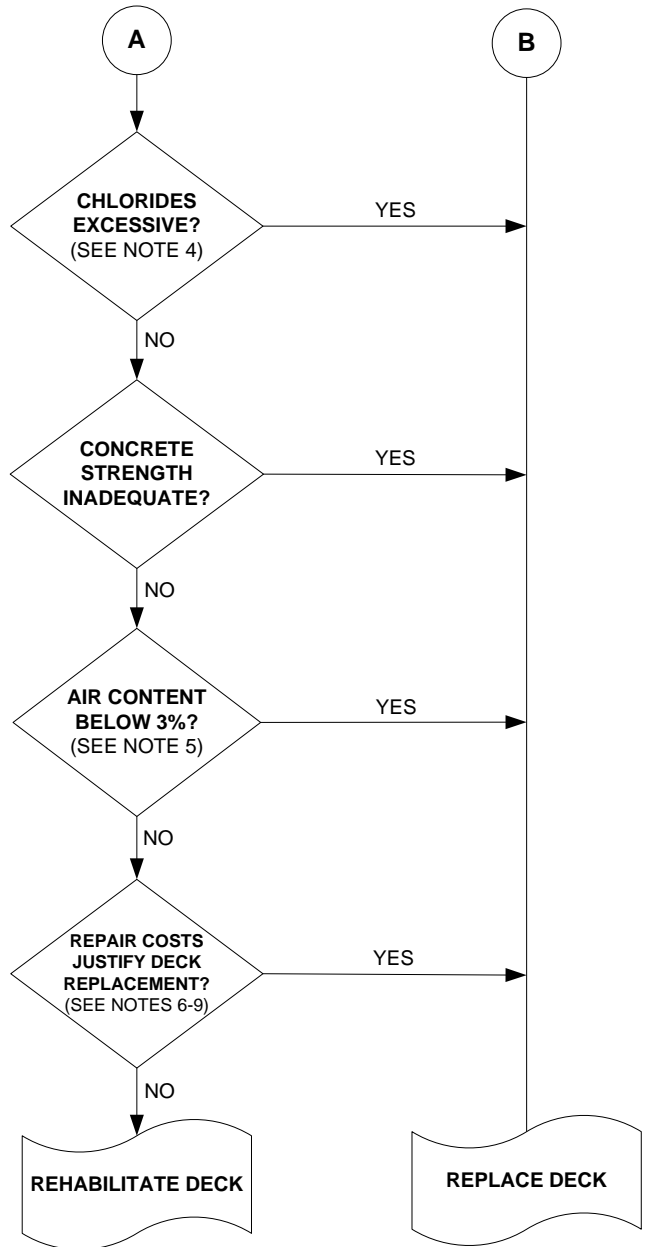 A
B
CHLORIDES
EXCESSIVE?
(SEE NOTE 4)
YES
NO
CONCRETE
STRENGTH
INADEQUATE?
YES
NO
AIR CONTENT
BELOW 3%?
(SEE NOTE 5)
YES
NO
REPAIR COSTS
JUSTIFY DECK
REPLACEMENT?
(SEE NOTES 6-9)
YES
NO
REHABILITATE DECK
REPLACE DECK